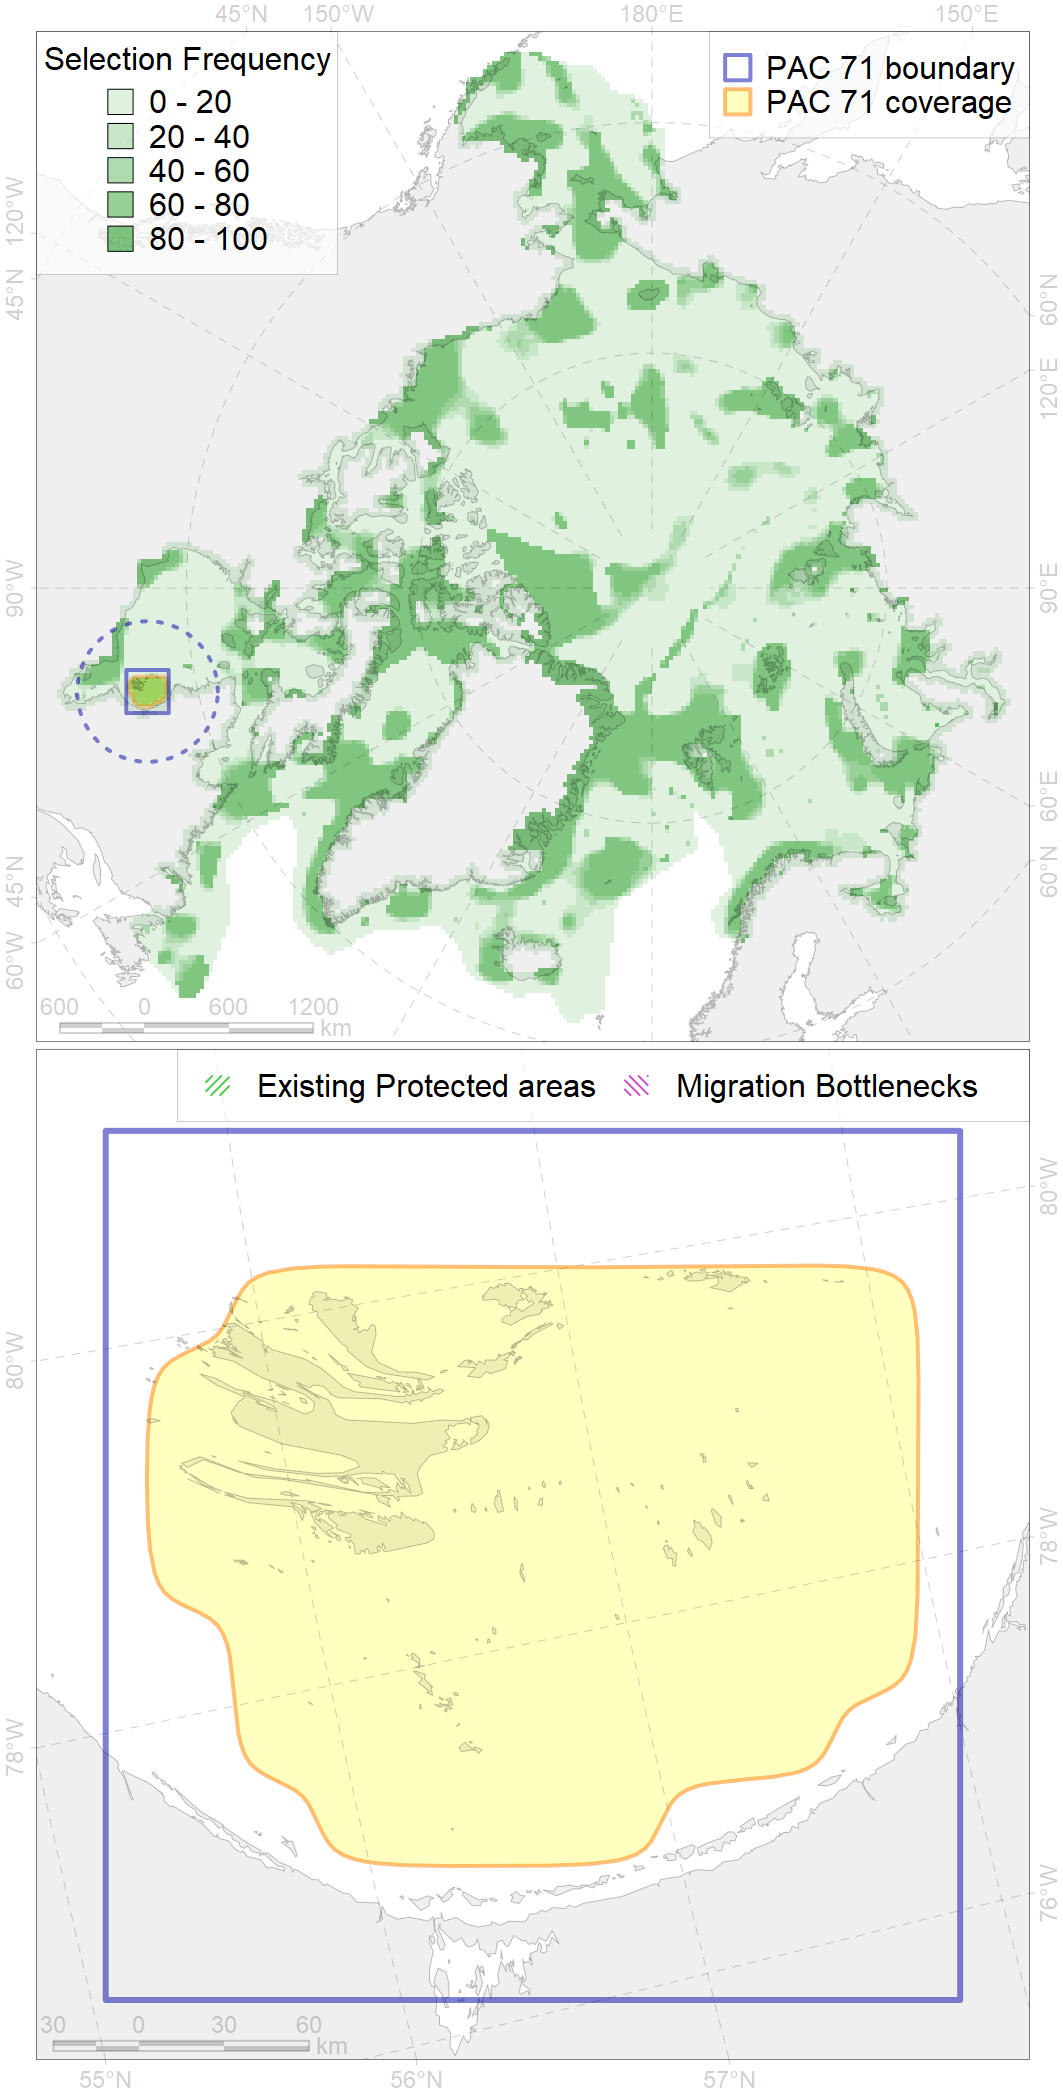 45°N 150°W 180°E 150°E
Selection Frequency
0 - 20
20 - 40
40 - 60
60 - 80
80 - 100
PAC 71 boundary
PAC 71 coverage
120°W
45°N
90°W
45°N
60°W
60°N
120°E
90°E
60°E
60°N
600 0 600 1200
km
Existing Protected areas
Migration Bottlenecks
80°W
78°W
80°W
78°W
76°W
30 0 30 60
km
55°N 56°N 57°N